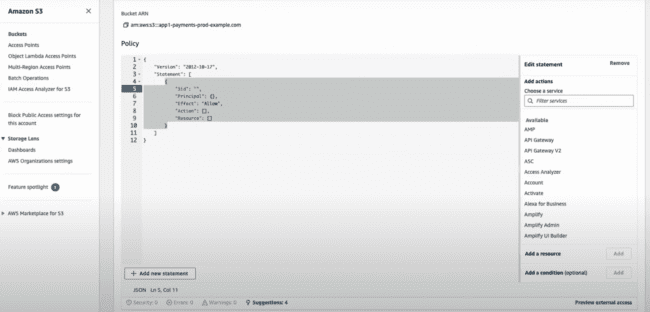 Amazon S3
Buckets
Access Points
Object Lambda Access Points
Multi-Region Access Points
Batch Operations
IAM Access Analyzer for S3
Block Public Access settings for
this account
Storage Lens
Dashboards
AWS Organizations settings
Feature spotlight
AWS Marketplace for S3
Bucket ARN
arn:aws:s3:::app1-payments-prod-example.com
Policy
1 {
2 "Version": "2012-10-17",
3 "Statement": [
4 {
5 "Sid": "",
6 "Principal": {},
7 "Effect": "Allow",
8 "Action": [],
9 "Resource": []
10 }
11 ]
12 }
+ Add new statement
JSON Ln 5, Col 11
Security: 0 Errors: 0 Warnings: 0 Suggestions: 4
Preview external access
Edit statement
Remove
Add actions
Choose a service
Filter services
Available
AMP
API Gateway
API Gateway V2
ASC
Access Analyzer
Account
Activate
Alexa for Business
Amplify
Amplify Admin
Amplify UI Builder
Add a resource
Add
Add a condition (optional)
Add